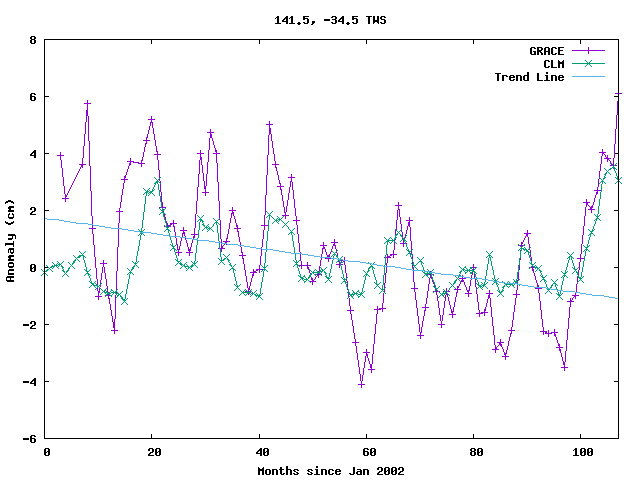 141.5, -34.5 TWS
GRACE
CLM
Trend Line
8
6
4
2
0
-2
-4
-6
Anomaly (cm)
0 20 40 60 80 100
Months since Jan 2002